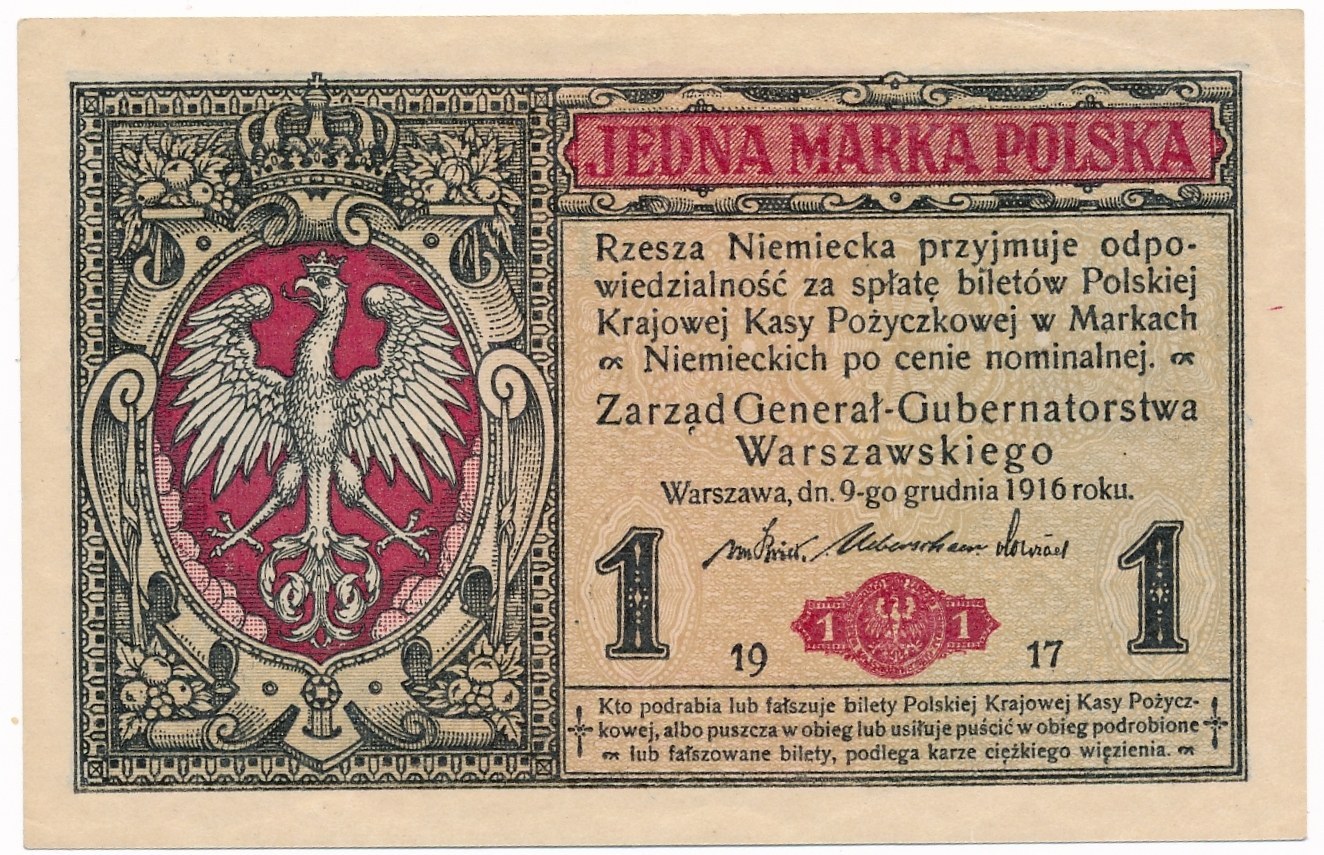 JEDNA MARKA POLSKA
Rzesza Niemiecka przyjmuje odpo-
wiedzialność za spłatę biletów Polskiej
Krajowej Kasy Pożyczkowej w Markach
Niemieckich po cenie nominalnej.
Zarząd Generał-Gubernatorstwa
Warszawskiego
Warszawa, dn. 9-go grudnia 1916 roku.
1 1
1 1
19 17
Kto podrabia lub fałszuje bilety Polskiej Krajowej Kasy Pożycz-
kowej, albo puszcza w obieg lub usiłuje puścić w obieg podrobione
lub fałszowane bilety, podlega karze ciężkiego więzienia.